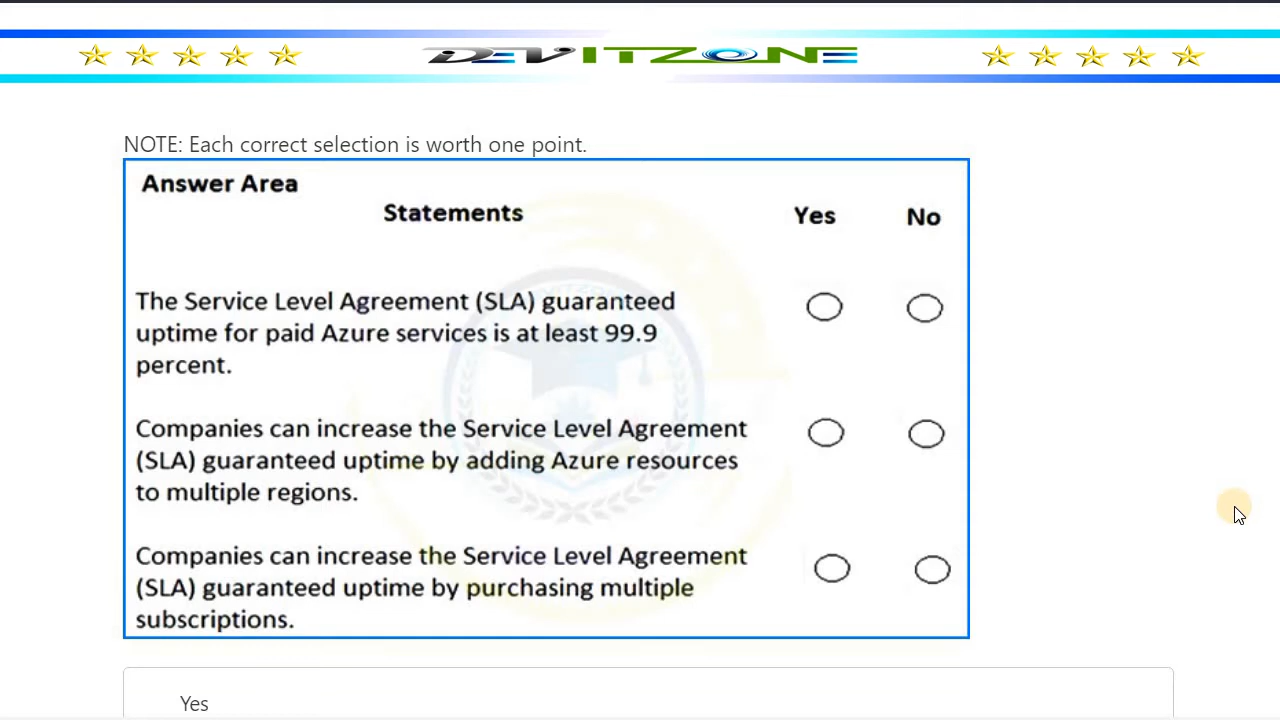 DEVITZONE
NOTE: Each correct selection is worth one point.
Answer Area
Statements Yes No
The Service Level Agreement (SLA) guaranteed
uptime for paid Azure services is at least 99.9
percent.
Companies can increase the Service Level Agreement
(SLA) guaranteed uptime by adding Azure resources
to multiple regions.
Companies can increase the Service Level Agreement
(SLA) guaranteed uptime by purchasing multiple
subscriptions.
Yes